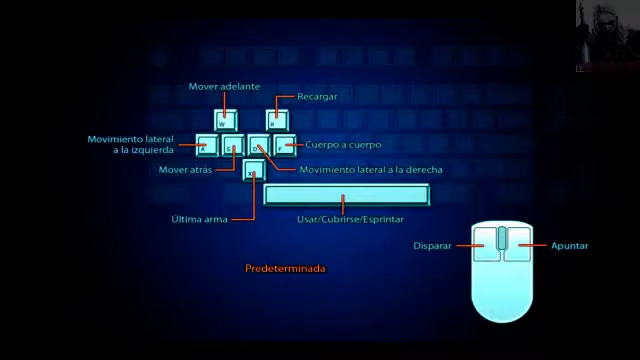 Mover adelante
Recargar
W
R
Movimiento lateral
a la izquierda
A
S
D
F
Cuerpo a cuerpo
Mover atrás
X
Movimiento lateral a la derecha
Última arma
Usar/Cubrirse/Esprintar
Disparar
Apuntar
Predeterminada